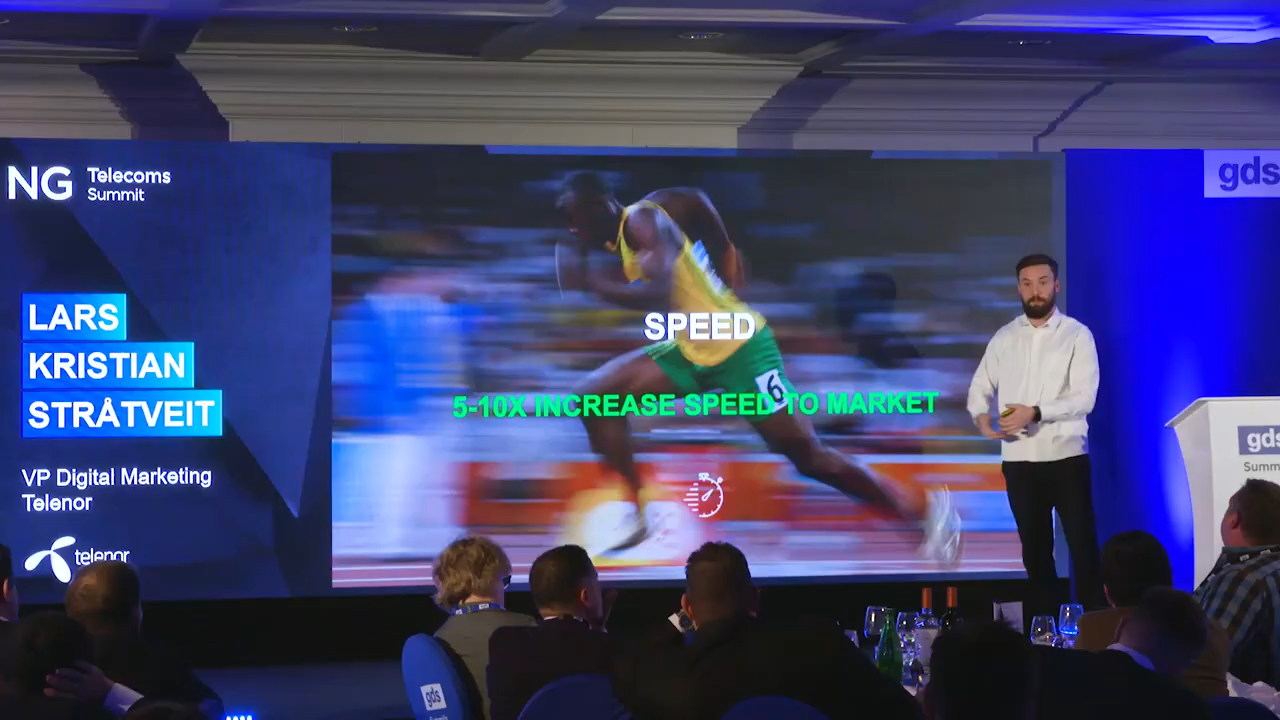 NG Telecoms
Summit
gds
LARS
KRISTIAN
STRÅTVEIT
VP Digital Marketing
Telenor
telenor
SPEED
6
5-10X INCREASE SPEED TO MARKET
gds
Summ
gds